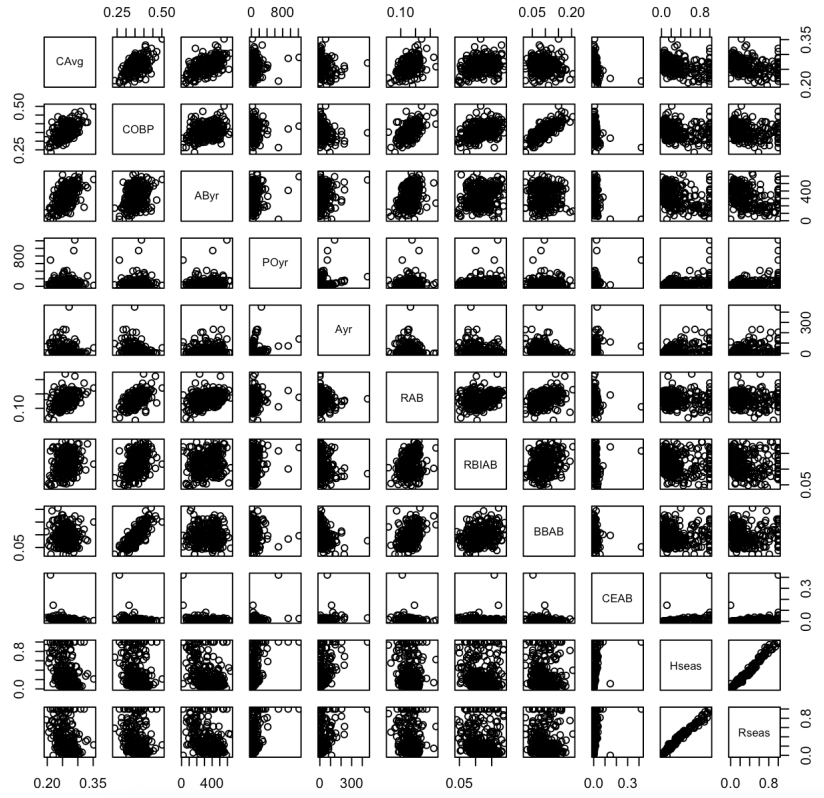 0.25 0.50 0 800 0.10 0.05 0.20 0.0 0.8
CAvg 0.20 0.35
0.25 0.50 COBP
AByr 0 400
0 800 POyr
Ayr 0 300
0.10 RAB
RBIAB 0.05
0.05 BBAB
CEAB 0.0 0.3
0.0 0.8 Hseas
Rseas 0.0 0.8
0.20 0.35 0 400 0 300 0.05 0.0 0.3 0.0 0.8